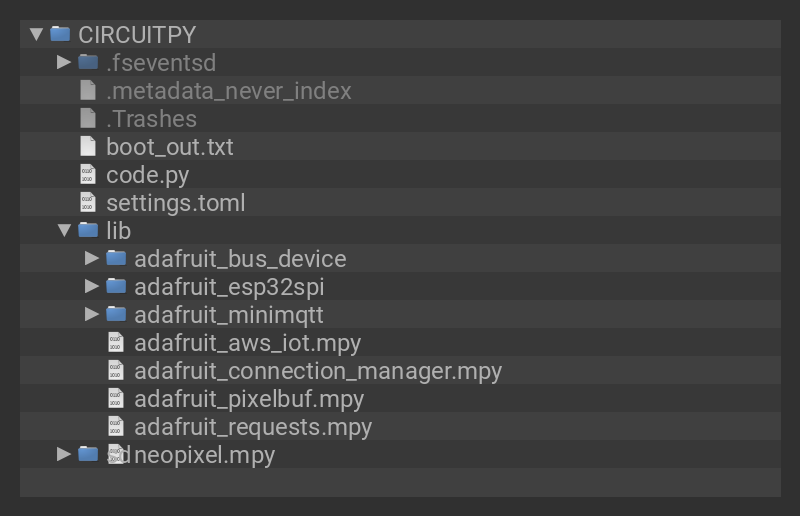 CIRCUITPY
.fseventsd
.metadata_never_index
.Trashes
boot_out.txt
code.py
settings.toml
lib
adafruit_bus_device
adafruit_esp32spi
adafruit_minimqtt
adafruit_aws_iot.mpy
adafruit_connection_manager.mpy
adafruit_pixelbuf.mpy
adafruit_requests.mpy
sd neopixel.mpy